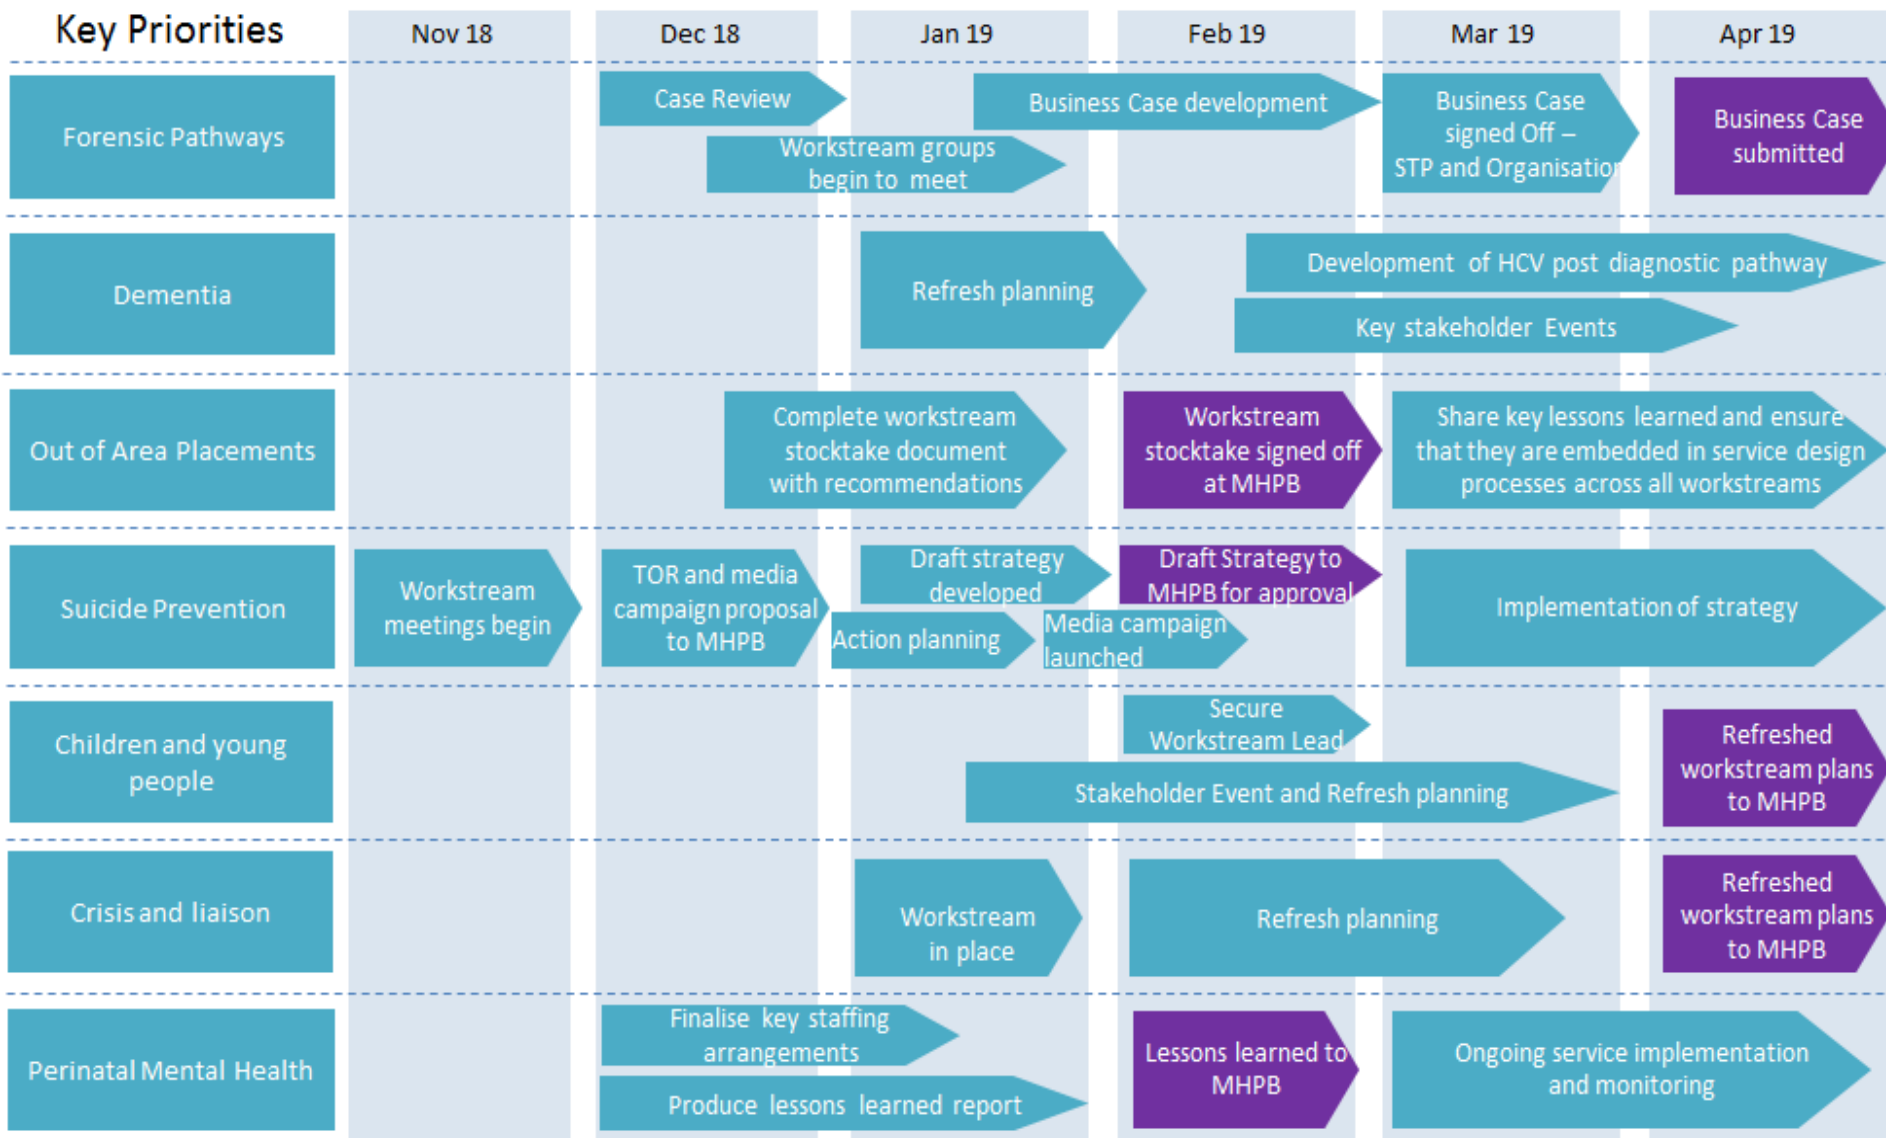 Key Priorities
Nov 18
Dec 18
Jan 19
Feb 19
Mar 19
Apr 19
Forensic Pathways
Case Review
Workstream groups
begin to meet
Business Case development
Business Case
signed Off –
STP and Organisation
Business Case
submitted
Dementia
Refresh planning
Development of HCV post diagnostic pathway
Key stakeholder Events
Out of Area Placements
Complete workstream
stocktake document
with recommendations
Workstream
stocktake signed off
at MHPB
Share key lessons learned and ensure
that they are embedded in service design
processes across all workstreams
Suicide Prevention
Workstream
meetings begin
TOR and media
campaign proposal
to MHPB
Draft strategy
developed
Action planning
Media campaign
launched
Draft Strategy to
MHPB for approval
Implementation of strategy
Children and young
people
Secure
Workstream Lead
Stakeholder Event and Refresh planning
Refreshed
workstream plans
to MHPB
Crisis and liaison
Workstream
in place
Refresh planning
Refreshed
workstream plans
to MHPB
Perinatal Mental Health
Finalise key staffing
arrangements
Produce lessons learned report
Lessons learned to
MHPB
Ongoing service implementation
and monitoring